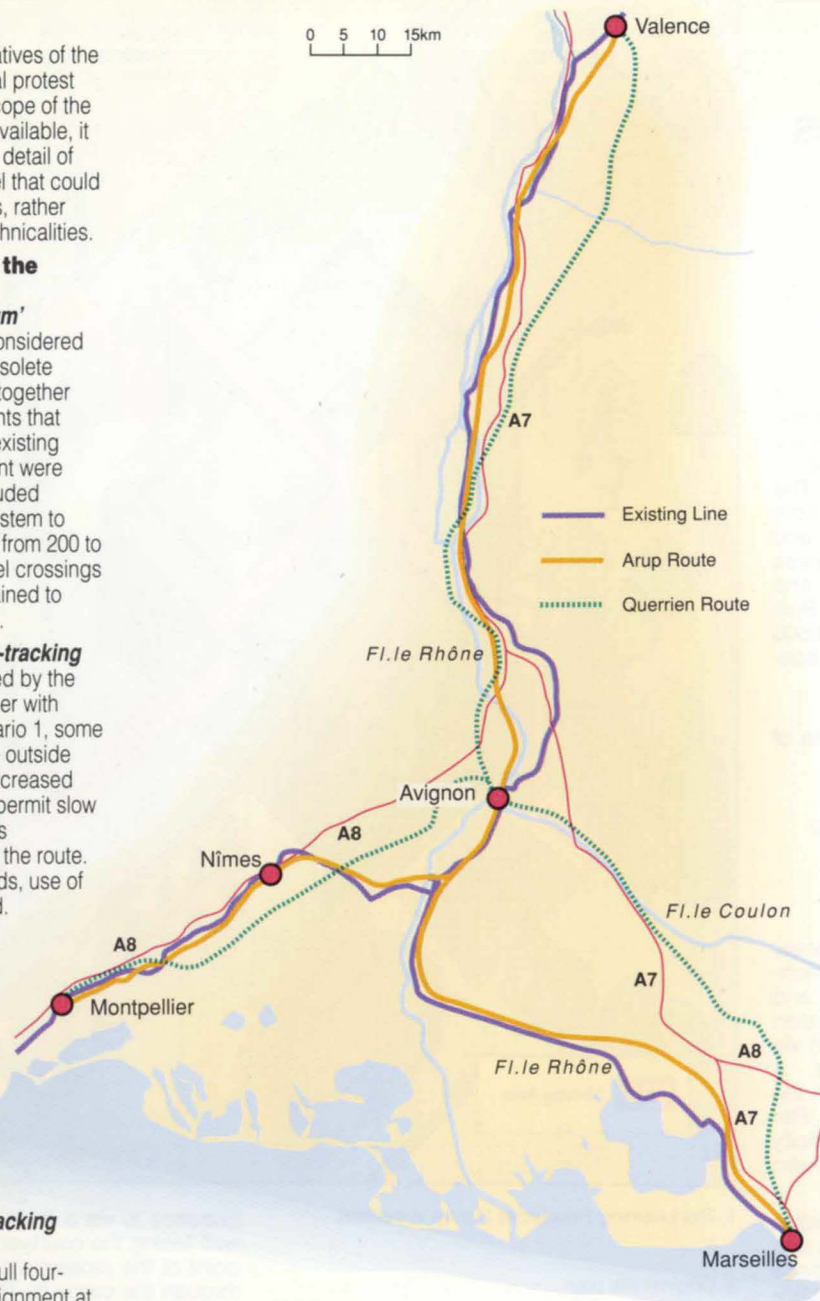 atives of the
al protest
cope of the
vailable, it
detail of
el that could
s, rather
hnicalities.
the
um'
onsidered
solete
together
nts that
existing
nt were
uded
stem to
from 200 to
el crossings
ined to
-tracking
ed by the
er with
ario 1, some
outside
creased
permit slow
s
the route.
ds, use of
d.
acking
ull four-
ignment at
0 5 10 15km
Valence
A7
Existing Line
Arup Route
Querrien Route
Fl.le Rhône
Avignon
A8
Nîmes
Fl.le Coulon
A8
A7
Montpellier
A8
Fl.le Rhône
A7
Marseilles